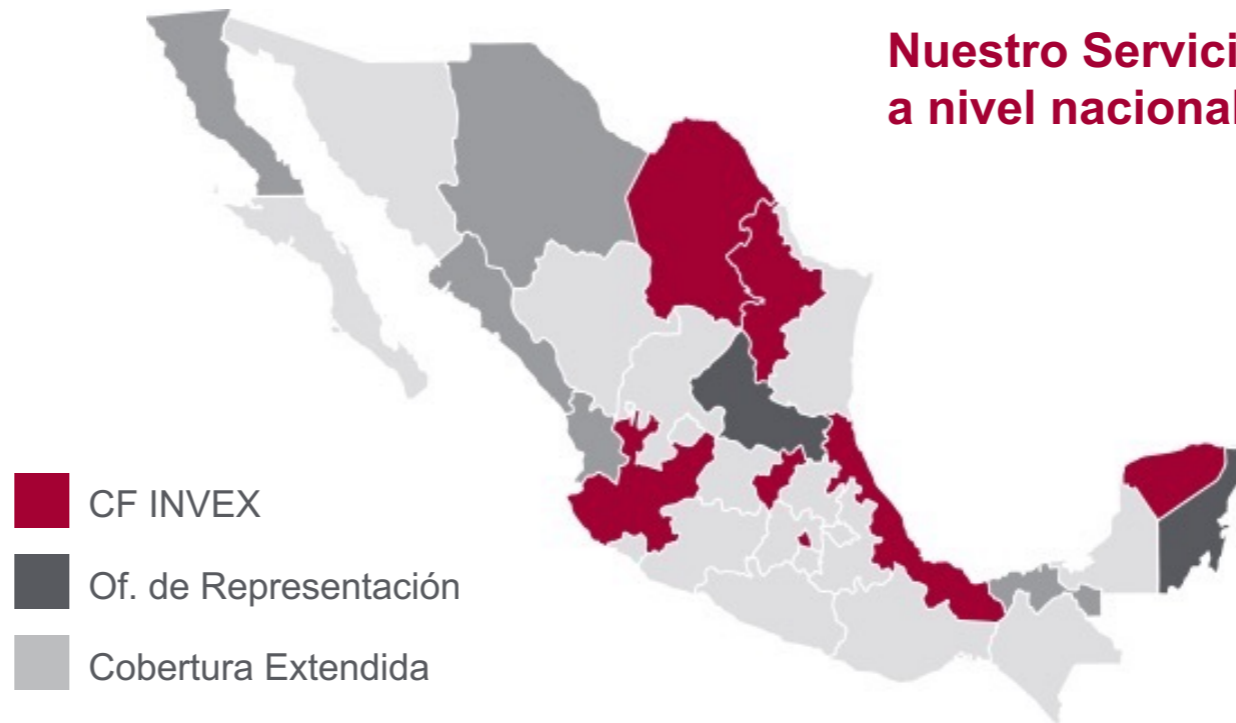 Nuestro Servici
a nivel nacional
CF INVEX
Of. de Representación
Cobertura Extendida